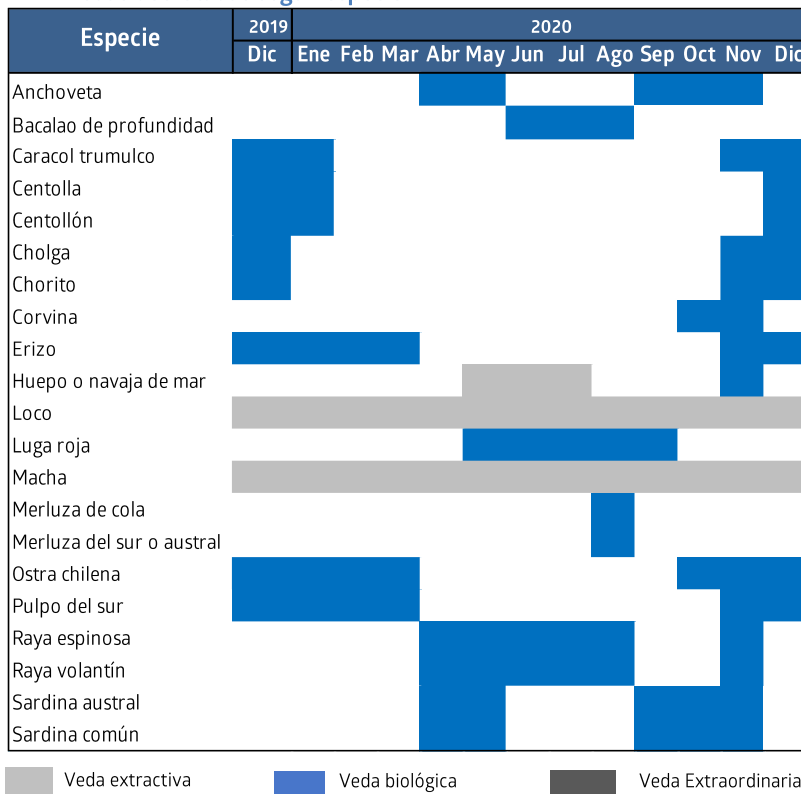 Especie
2019
2020
Dic Ene Feb Mar Abr May Jun Jul Ago Sep Oct Nov Dic
Anchoveta
Bacalao de profundidad
Caracol trumulco
Centolla
Centollón
Cholga
Chorito
Corvina
Erizo
Huepo o navaja de mar
Loco
Luga roja
Macha
Merluza de cola
Merluza del sur o austral
Ostra chilena
Pulpo del sur
Raya espinosa
Raya volantín
Sardina austral
Sardina común
Veda extractiva
Veda biológica
Veda Extraordinaria